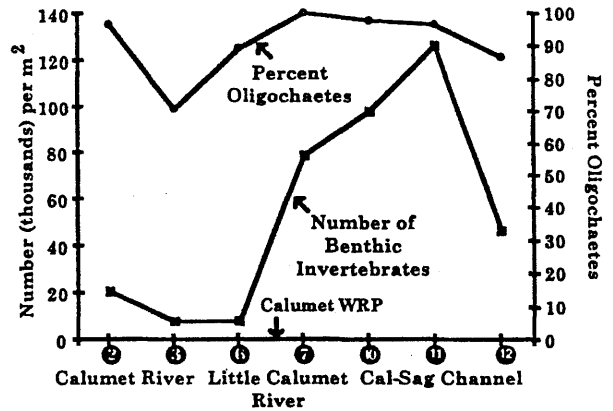 140
120
100
80
60
40
20
0
Number (thousands) per m2
100
90
80
70
60
50
40
30
20
10
0
Percent Oligochaetes
Percent
Oligochaetes
Number of
Benthic
Invertebrates
Calumet WRP
2 3 7 10 11 12
Calumet River Little Calumet Cal-Sag Channel
River